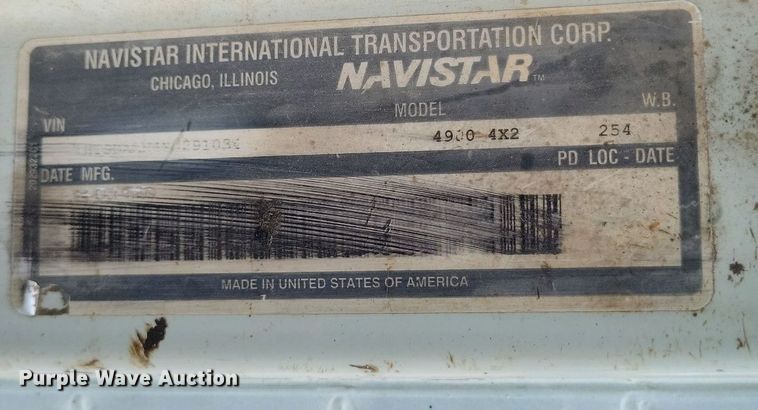 NAVISTAR INTERNATIONAL TRANSPORTATION CORP.
CHICAGO, ILLINOIS NAVISTAR TM
VIN MODEL W.B.
4900 4X2 254
DATE MFG. PD LOC - DATE
MADE IN UNITED STATES OF AMERICA
Purple Wave Auction